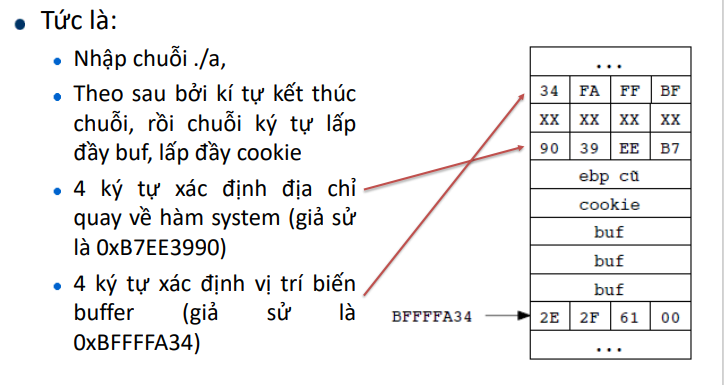 Tức là:
Nhập chuỗi ./a,
Theo sau bởi kí tự kết thúc
chuỗi, rồi chuỗi ký tự lấp
đầy buf, lấp đầy cookie
4 ký tự xác định địa chỉ
quay về hàm system (giả sử
là 0xB7EE3990)
4 ký tự xác định vị trí biến
buffer (giả sử là
0xBFFFFA34)
...
34 FA FF BF
XX XX XX XX
90 39 EE B7
ebp cũ
cookie
buf
buf
buf
BFFFFA34 2E 2F 61 00
...